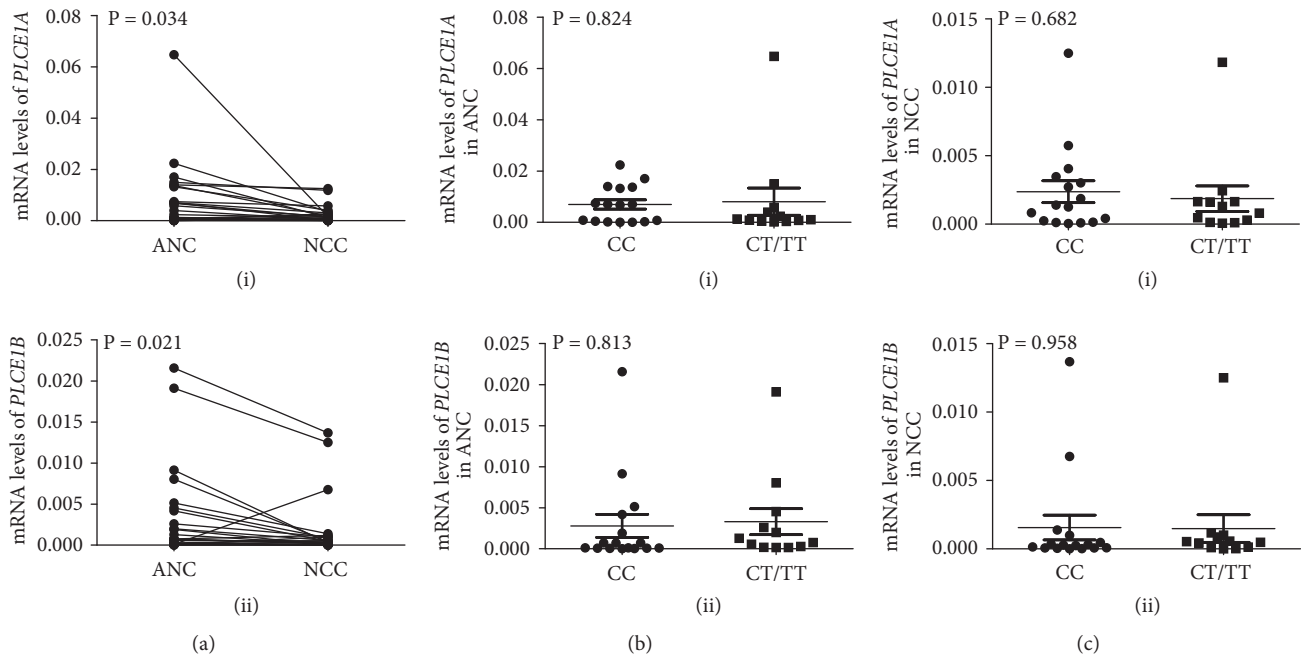 mRNA levels of PLCE1A
P = 0.034
0.08
0.06
0.04
0.02
0.00
ANC NCC
(i)
mRNA levels of PLCE1A
in ANC
P = 0.824
0.08
0.06
0.04
0.02
0.00
CC CT/TT
(i)
mRNA levels of PLCE1A
in NCC
P = 0.682
0.015
0.010
0.005
0.000
CC CT/TT
(i)
mRNA levels of PLCE1B
P = 0.021
0.025
0.020
0.015
0.010
0.005
0.000
ANC NCC
(ii)
(a)
mRNA levels of PLCE1B
in ANC
P = 0.813
0.025
0.020
0.015
0.010
0.005
0.000
CC CT/TT
(ii)
(b)
mRNA levels of PLCE1B
in NCC
P = 0.958
0.015
0.010
0.005
0.000
CC CT/TT
(ii)
(c)